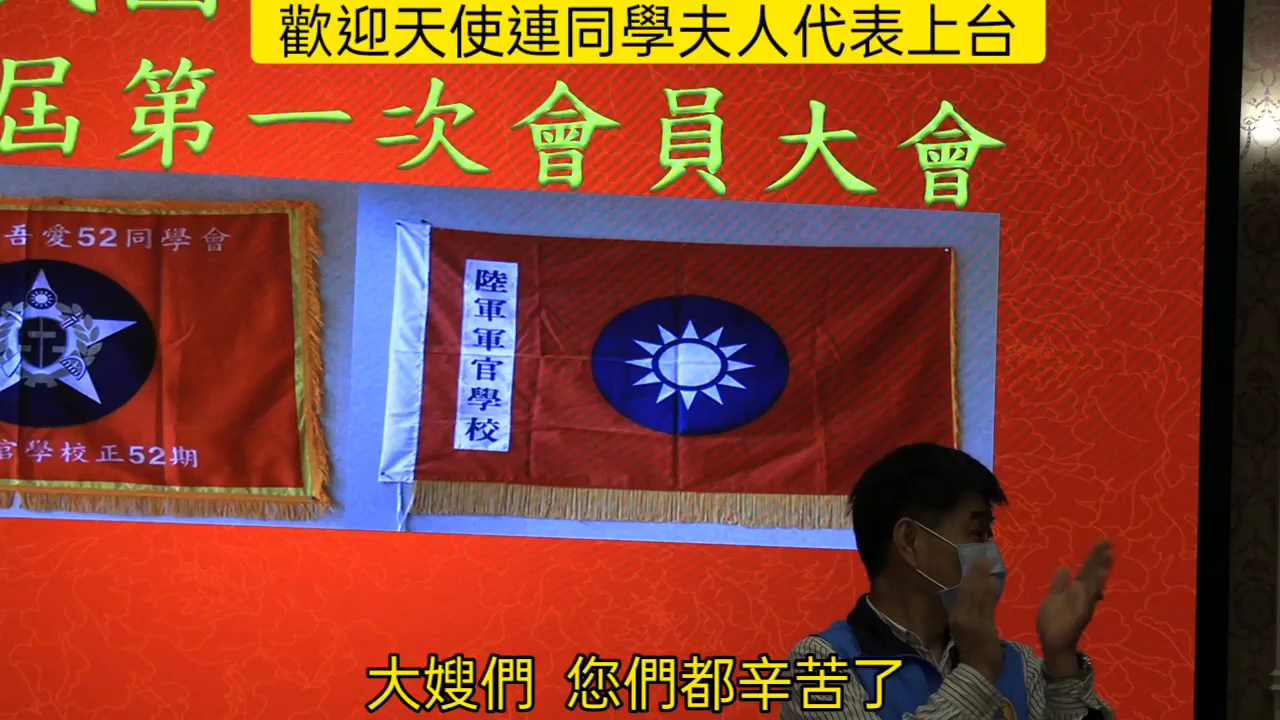 歡迎天使連同學夫人代表上台
屆第一次會員大會
吾愛52同學會
官學校正52期
陸軍軍官學校
大嫂們 您們都辛苦了